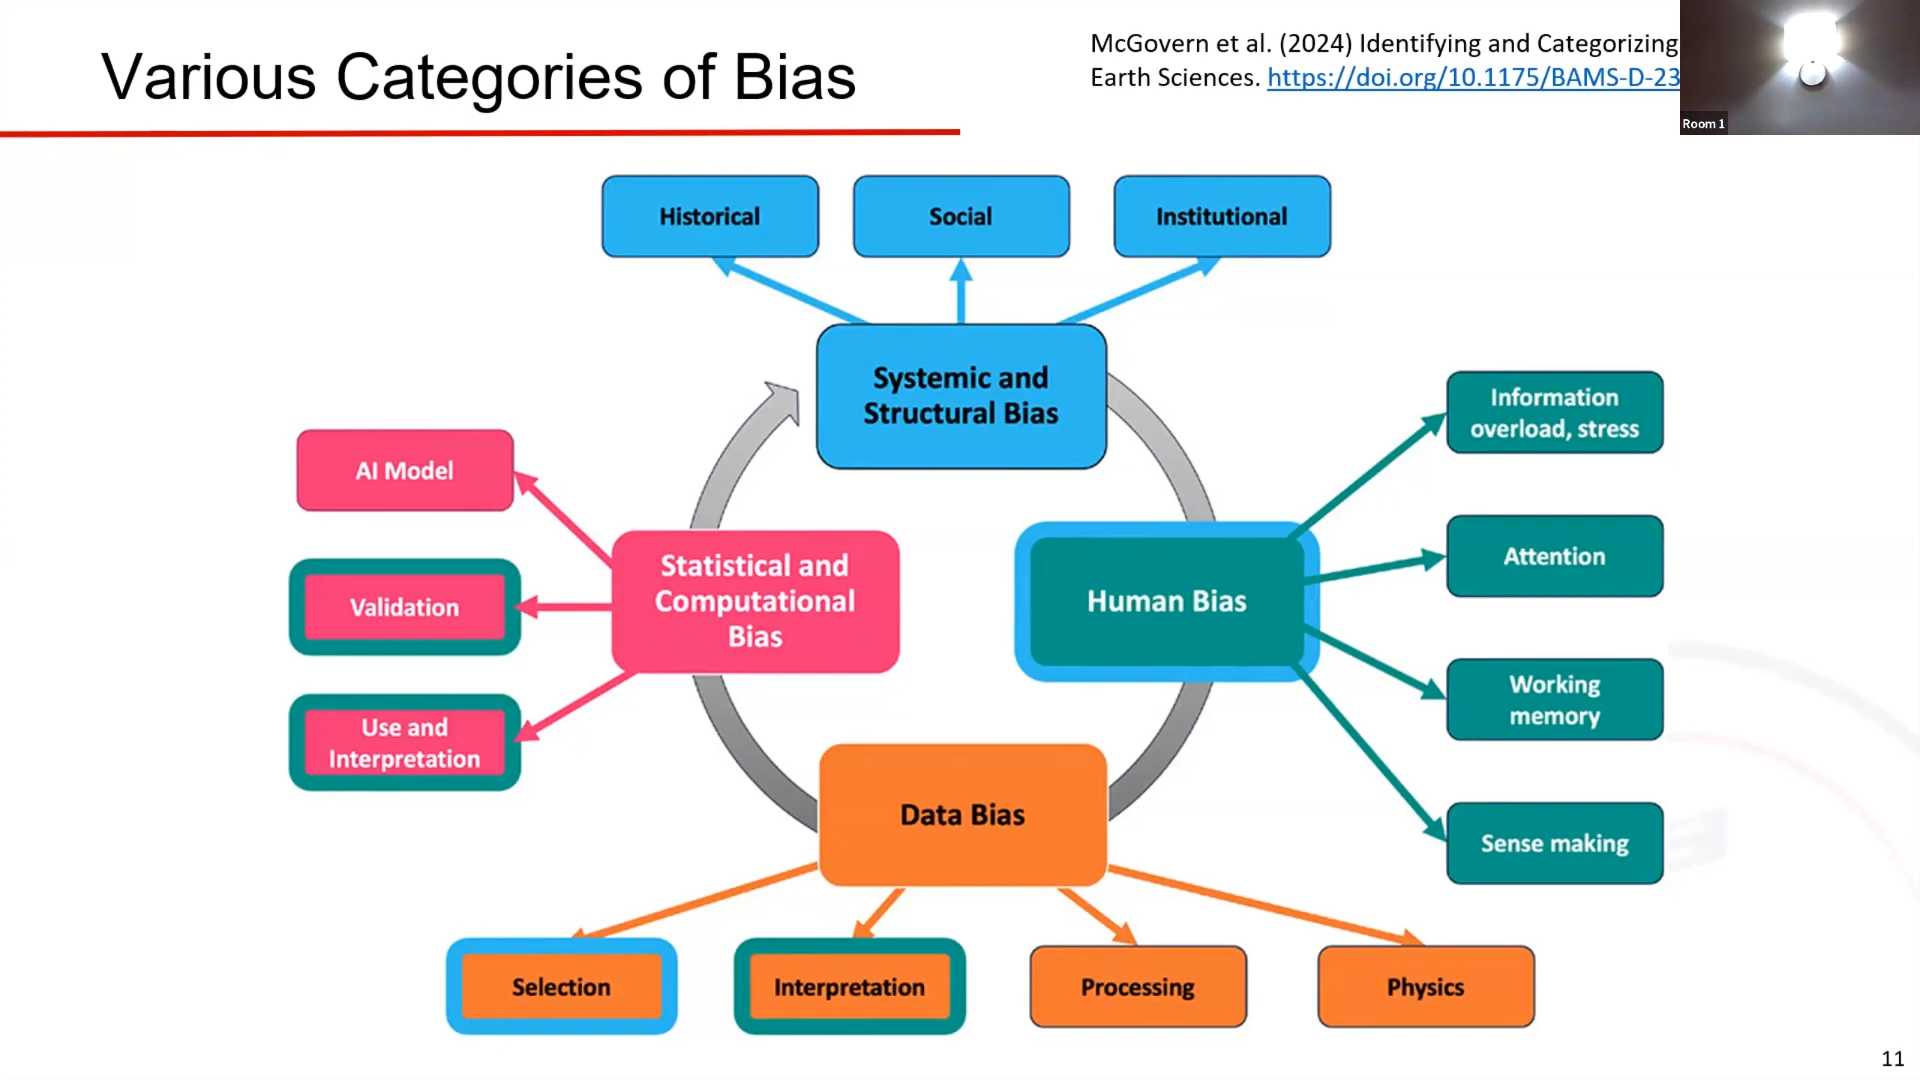 Various Categories of Bias
McGovern et al. (2024) Identifying and Categorizing
Earth Sciences. https://doi.org/10.1175/BAMS-D-23
Room 1
Historical
Social
Institutional
Systemic and
Structural Bias
Information
overload, stress
AI Model
Attention
Statistical and
Computational
Bias
Human Bias
Validation
Working
memory
Use and
Interpretation
Data Bias
Sense making
Selection
Interpretation
Processing
Physics
11